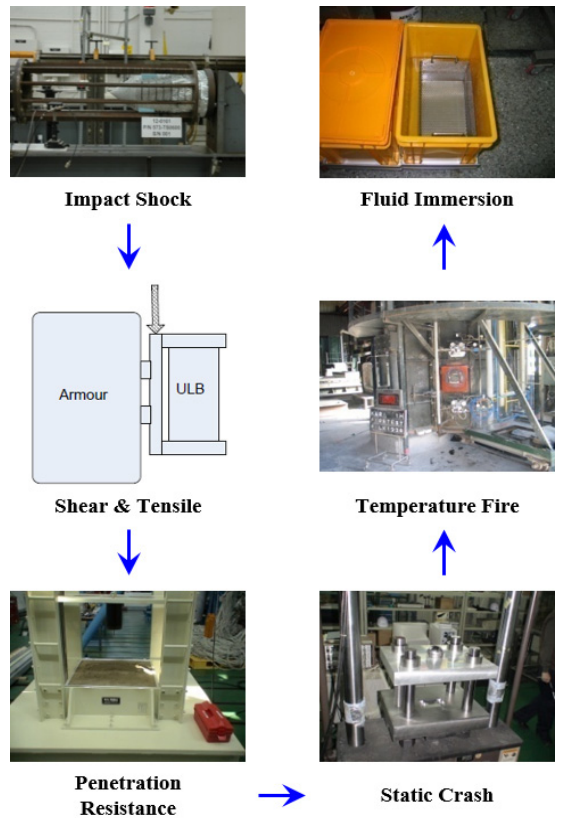 Impact Shock
Armour
ULB
Shear & Tensile
Penetration
Resistance
Static Crash
Temperature Fire
Fluid Immersion